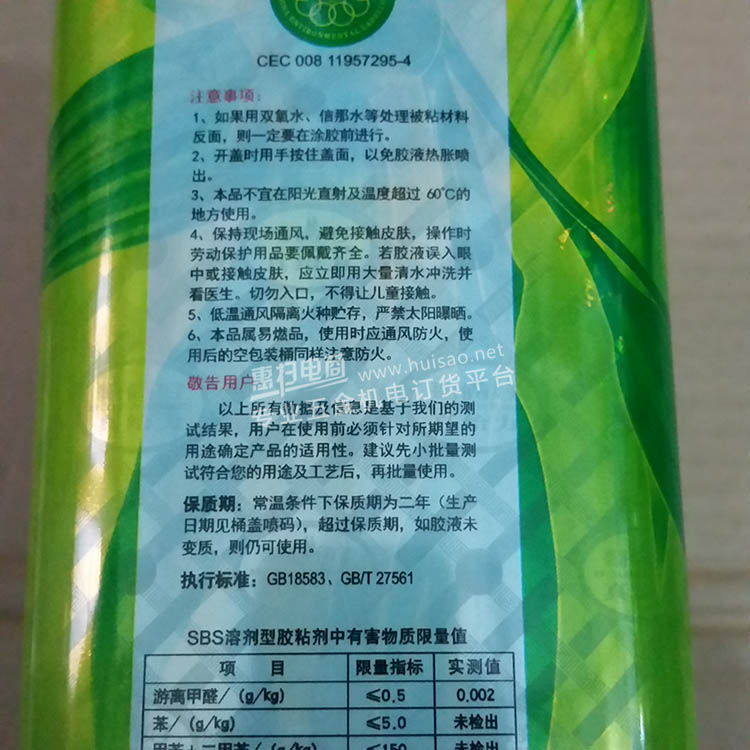 CEC 008 11957295-4
注意事项：
1、如果用双氧水、信那水等处理被粘材料
反面，则一定要在涂胶前进行。
2、开盖时用手按住盖面，以免胶液热胀喷
出。
3、本品不宜在阳光直射及温度超过 60℃的
地方使用。
4、保持现场通风，避免接触皮肤，操作时
劳动保护用品要佩戴齐全。若胶液误入眼
中或接触皮肤，应立即用大量清水冲洗并
看医生。切勿入口，不得让儿童接触。
5、低温通风隔离火种贮存，严禁太阳曝晒。
6、本品属易燃品，使用时应通风防火，使
用后的空包装桶同样注意防火。
惠扫电商 www.huisao.net
专业五金机电订货平台
敬告用户：
以上所有数据及信息是基于我们的测
试结果，用户在使用前必须针对所期望的
用途确定产品的适用性。建议先小批量测
试符合您的用途及工艺后，再批量使用。
保质期：常温条件下保质期为二年（生产
日期见桶盖喷码），超过保质期，如胶液未
变质，则仍可使用。
执行标准：GB18583、GB/T 27561
SBS溶剂型胶粘剂中有害物质限量值
项 目 限量指标 实测值
游离甲醛/（g/kg） ≤0.5 0.002
苯/（g/kg） ≤5.0 未检出
甲苯+二甲苯/（g/kg） ≤150 未检出